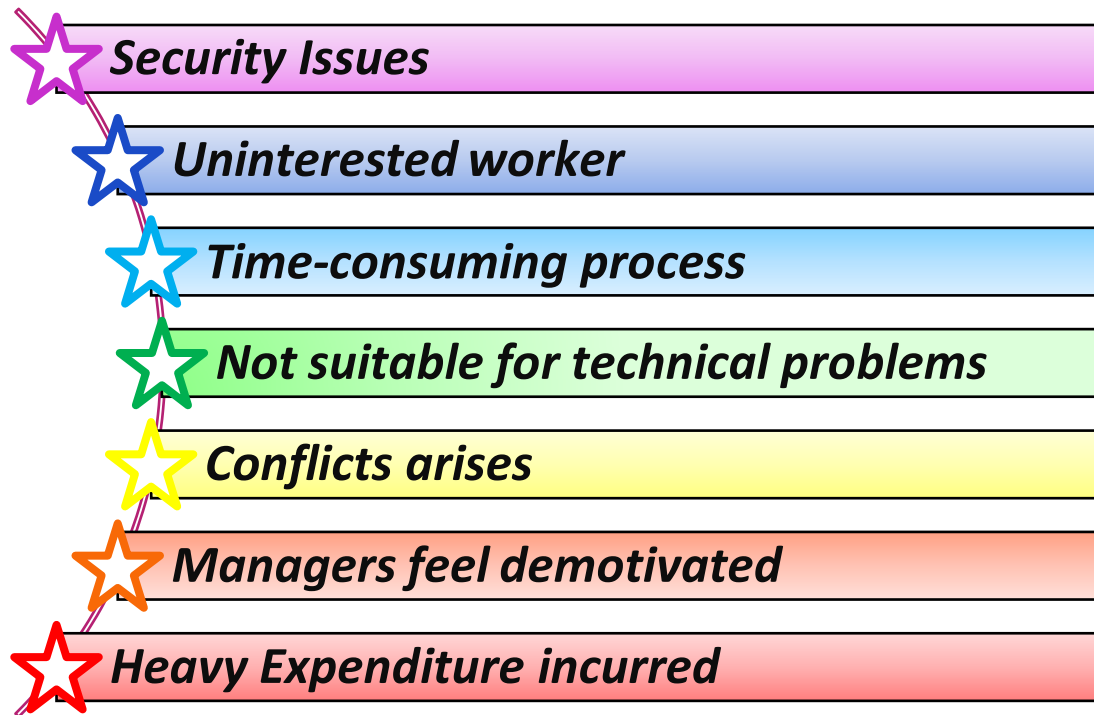 Security Issues
Uninterested worker
Time-consuming process
Not suitable for technical problems
Conflicts arises
Managers feel demotivated
Heavy Expenditure incurred